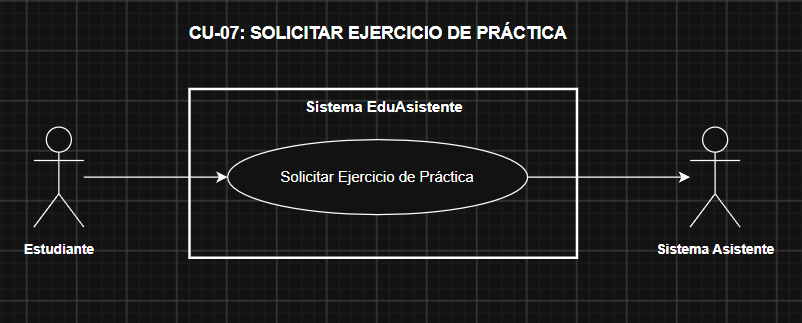 CU-07: SOLICITAR EJERCICIO DE PRÁCTICA
Sistema EduAsistente
Solicitar Ejercicio de Práctica
Estudiante
Sistema Asistente